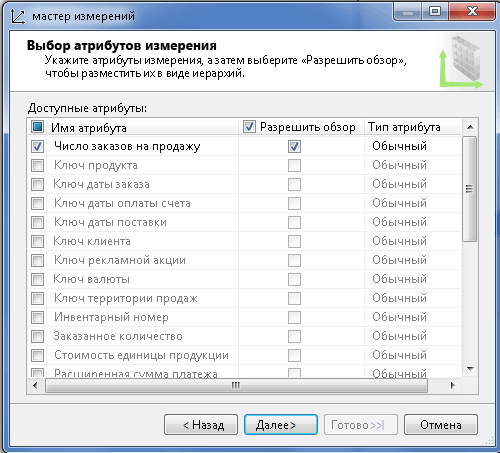 мастер измерений
Выбор атрибутов измерения
Укажите атрибуты измерения, а затем выберите «Разрешить обзор»,
чтобы разместить их в виде иерархий.
Доступные атрибуты:
Имя атрибута Разрешить обзор Тип атрибута
Число заказов на продажу Обычный
Ключ продукта Обычный
Ключ даты заказа Обычный
Ключ даты оплаты счета Обычный
Ключ даты поставки Обычный
Ключ клиента Обычный
Ключ рекламной акции Обычный
Ключ валюты Обычный
Ключ территории продаж Обычный
Инвентарный номер Обычный
Заказанное количество Обычный
Стоимость единицы продукции Обычный
Расширенная сумма платежа Обычный
< Назад Далее> Готово>>| Отмена